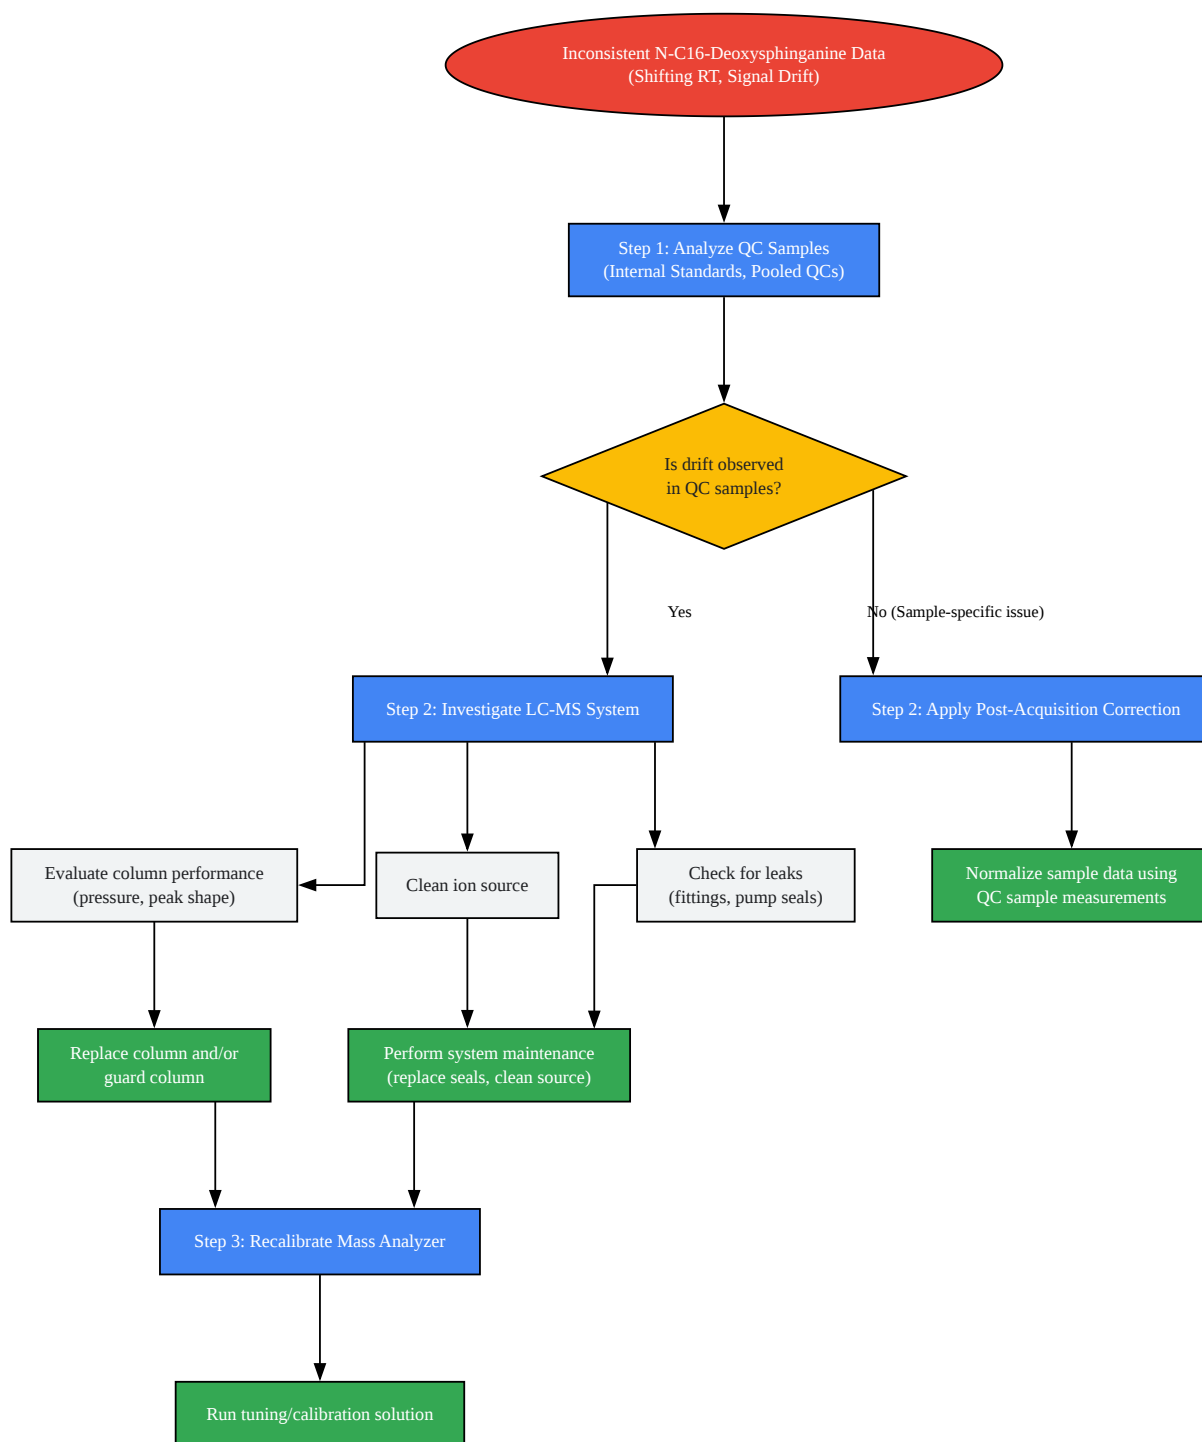 Inconsistent N-C16-Deoxysphinganine Data
(Shifting RT, Signal Drift)
Step 1: Analyze QC Samples
(Internal Standards, Pooled QCs)
Is drift observed
in QC samples?
Yes
No (Sample-specific issue)
Step 2: Investigate LC-MS System
Step 2: Apply Post-Acquisition Correction
Evaluate column performance
(pressure, peak shape)
Clean ion source
Check for leaks
(fittings, pump seals)
Normalize sample data using
QC sample measurements
Replace column and/or
guard column
Perform system maintenance
(replace seals, clean source)
Step 3: Recalibrate Mass Analyzer
Run tuning/calibration solution